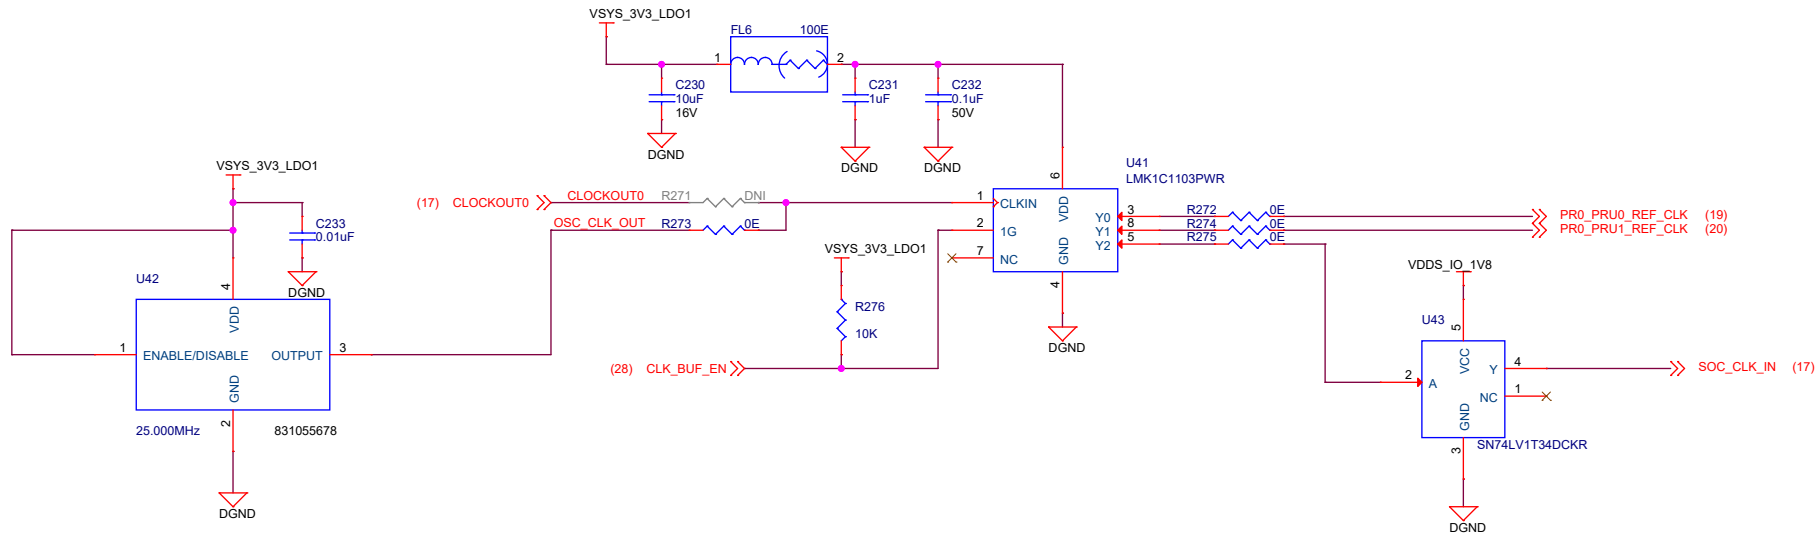 VSYS_3V3_LDO1
FL6 100E
1 2
C230
10uF
16V
C231
1uF
C232
0.1uF
50V
DGND
DGND
DGND
VSYS_3V3_LDO1
C233
0.01uF
DGND
U42
4
VDD
1 ENABLE/DISABLE OUTPUT 3
GND
2
25.000MHz 831055678
DGND
(17) CLOCKOUT0 CLOCKOUT0 R271 DNI
OSC_CLK_OUT R273 0E
VSYS_3V3_LDO1
R276
10K
(28) CLK_BUF_EN
U41
LMK1C1103PWR
6
1 CLKIN VDD
2 1G
7 NC GND
Y0 3
Y1 8
Y2 5
4
DGND
R272 0E PR0_PRU0_REF_CLK (19)
R274 0E PR0_PRU1_REF_CLK (20)
R275 0E
VDDS_IO_1V8
U43
5
VCC
2 A Y 4 SOC_CLK_IN (17)
NC 1
GND
SN74LV1T34DCKR
3
DGND